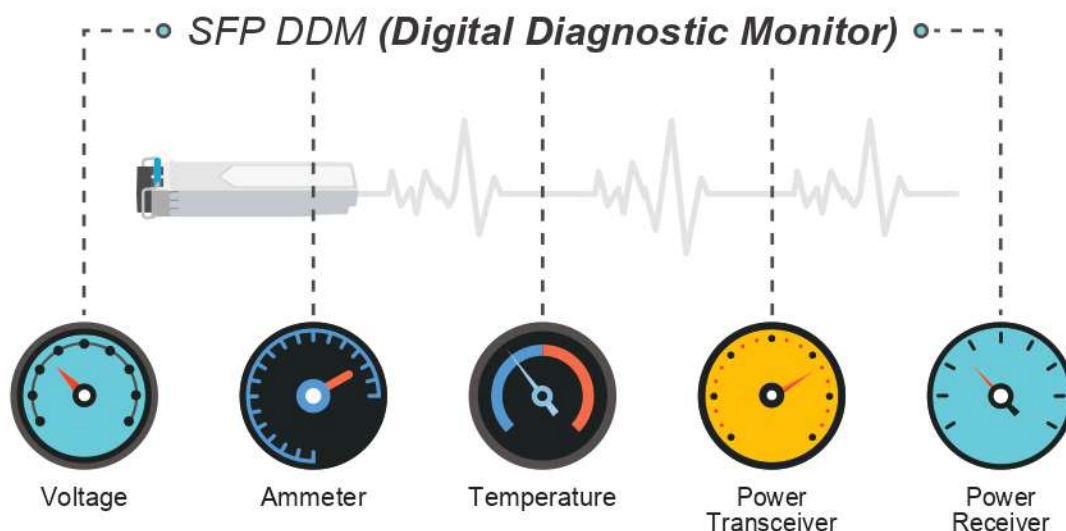 SFP DDM (Digital Diagnostic Monitor)
Voltage
Ammeter
Temperature
Power
Transceiver
Power
Receiver